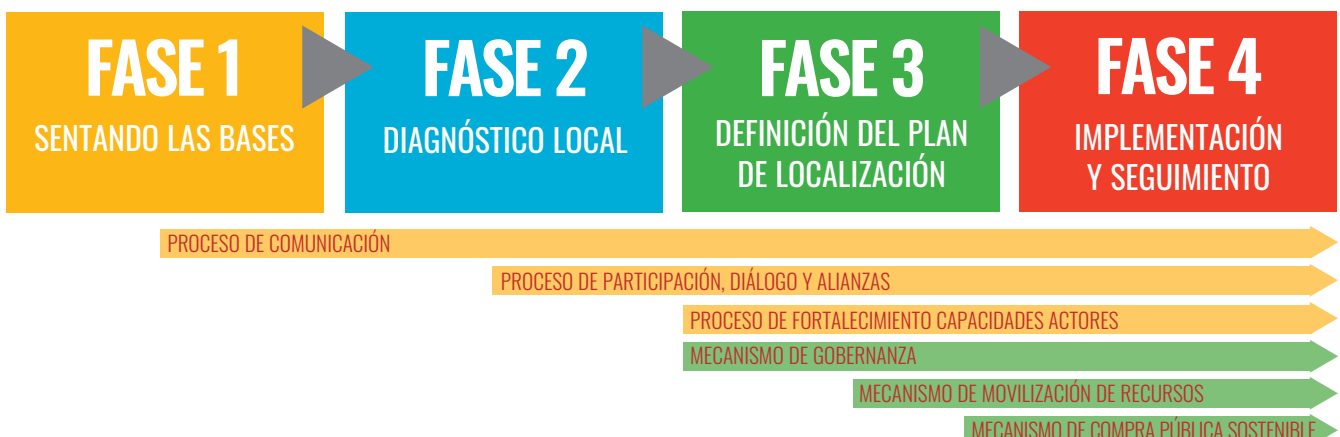 FASE 1
SENTANDO LAS BASES
FASE 2
DIAGNÓSTICO LOCAL
FASE 3
DEFINICIÓN DEL PLAN
DE LOCALIZACIÓN
FASE 4
IMPLEMENTACIÓN
Y SEGUIMIENTO
PROCESO DE COMUNICACIÓN
PROCESO DE PARTICIPACIÓN, DIÁLOGO Y ALIANZAS
PROCESO DE FORTALECIMIENTO CAPACIDADES ACTORES
MECANISMO DE GOBERNANZA
MECANISMO DE MOVILIZACIÓN DE RECURSOS
MECANISMO DE COMPRA PÚBLICA SOSTENIBLE